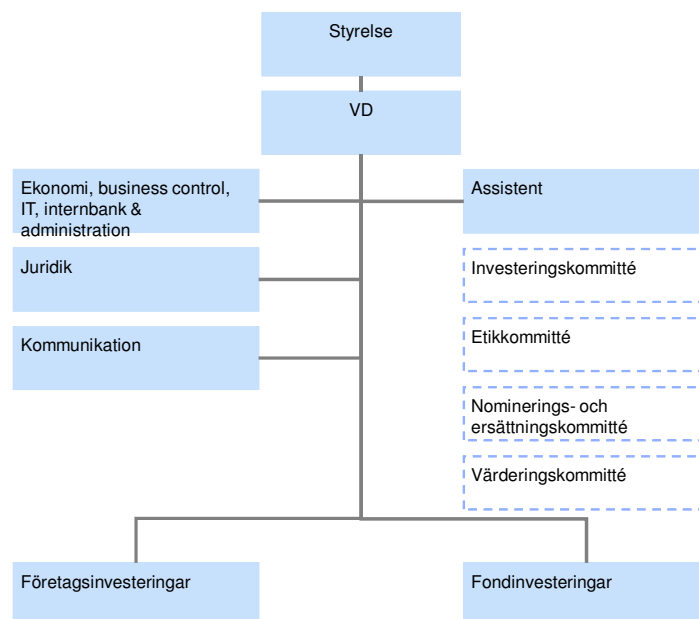 Styrelse
VD
Ekonomi, business control,
IT, internbank &
administration
Assistent
Juridik
Investeringskommitté
Kommunikation
Etikkommitté
Nominerings- och
ersättningskommitté
Värderingskommitté
Företagsinvesteringar
Fondinvesteringar